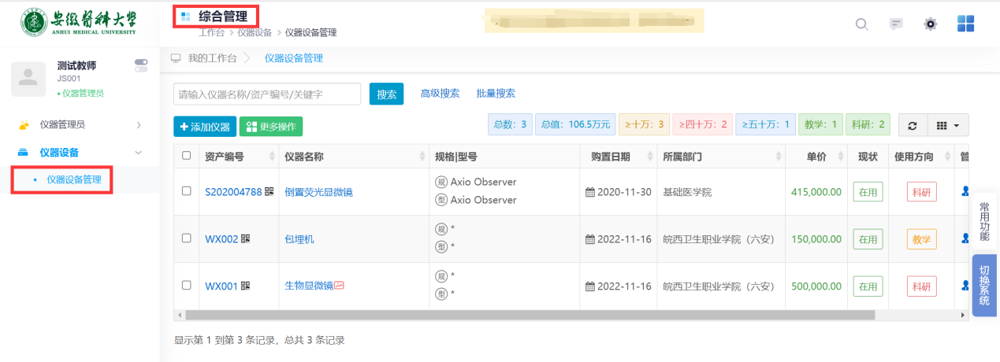 安徽医科大学
ANHUI MEDICAL UNIVERSITY
综合管理
工作台 > 仪器设备 > 仪器设备管理
测试教师
JS001
仪器管理员
仪器管理员
仪器设备
仪器设备管理
我的工作台
仪器设备管理
请输入仪器名称/资产编号/关键字
搜索
高级搜索
批量搜索
添加仪器
更多操作
总数：3
总值：106.5万元
≥十万：3
≥四十万：2
≥五十万：1
教学：1
科研：2
资产编号 仪器名称 规格|型号 购置日期 所属部门 单价 现状 使用方向 管
S202004788 倒置荧光显微镜 规 Axio Observer 2020-11-30 基础医学院 415,000.00 在用 科研
型 Axio Observer
WX002 包埋机 规 * 2022-11-16 皖西卫生职业学院（六安） 150,000.00 在用 教学
型 *
WX001 生物显微镜 规 * 2022-11-16 皖西卫生职业学院（六安） 500,000.00 在用 科研
型 *
显示第 1 到第 3 条记录，总共 3 条记录
常用功能
切换系统